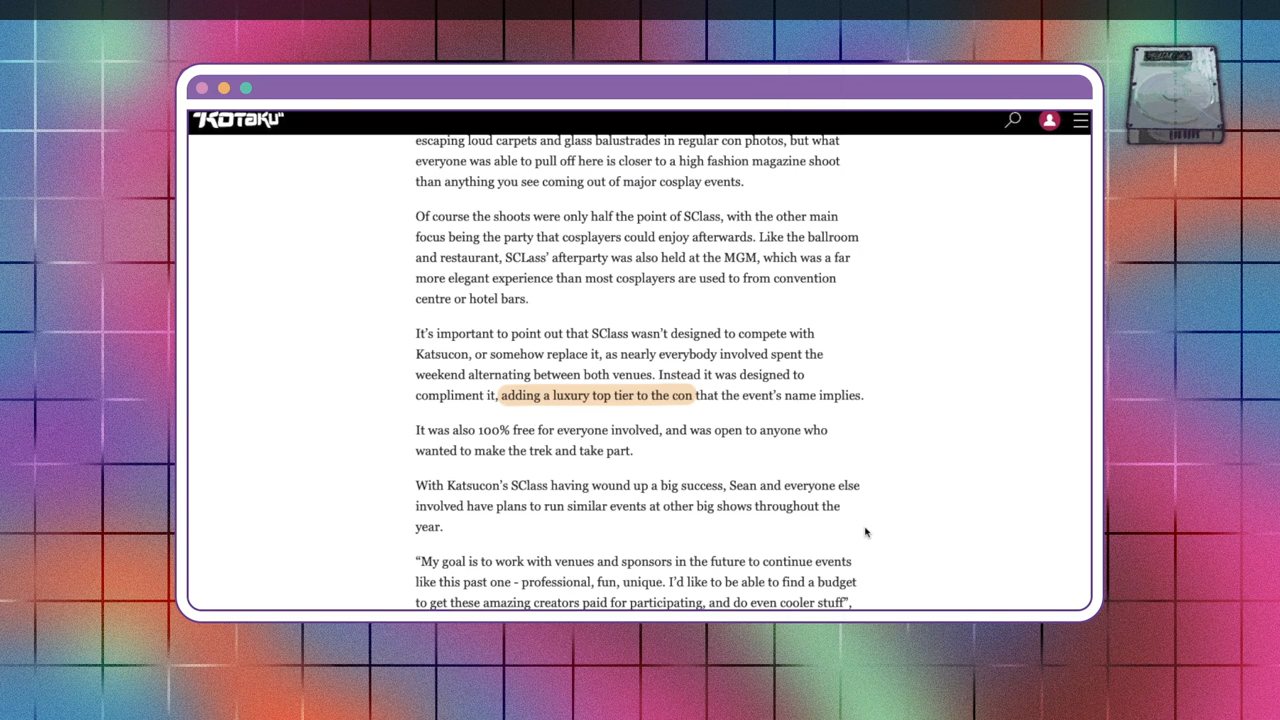 KOTAKU
escaping loud carpets and glass balustrades in regular con photos, but what
everyone was able to pull off here is closer to a high fashion magazine shoot
than anything you see coming out of major cosplay events.
Of course the shoots were only half the point of SClass, with the other main
focus being the party that cosplayers could enjoy afterwards. Like the ballroom
and restaurant, SCLass’ afterparty was also held at the MGM, which was a far
more elegant experience than most cosplayers are used to from convention
centre or hotel bars.
It’s important to point out that SClass wasn’t designed to compete with
Katsucon, or somehow replace it, as nearly everybody involved spent the
weekend alternating between both venues. Instead it was designed to
compliment it, adding a luxury top tier to the con that the event’s name implies.
It was also 100% free for everyone involved, and was open to anyone who
wanted to make the trek and take part.
With Katsucon’s SClass having wound up a big success, Sean and everyone else
involved have plans to run similar events at other big shows throughout the
year.
“My goal is to work with venues and sponsors in the future to continue events
like this past one - professional, fun, unique. I’d like to be able to find a budget
to get these amazing creators paid for participating, and do even cooler stuff”,